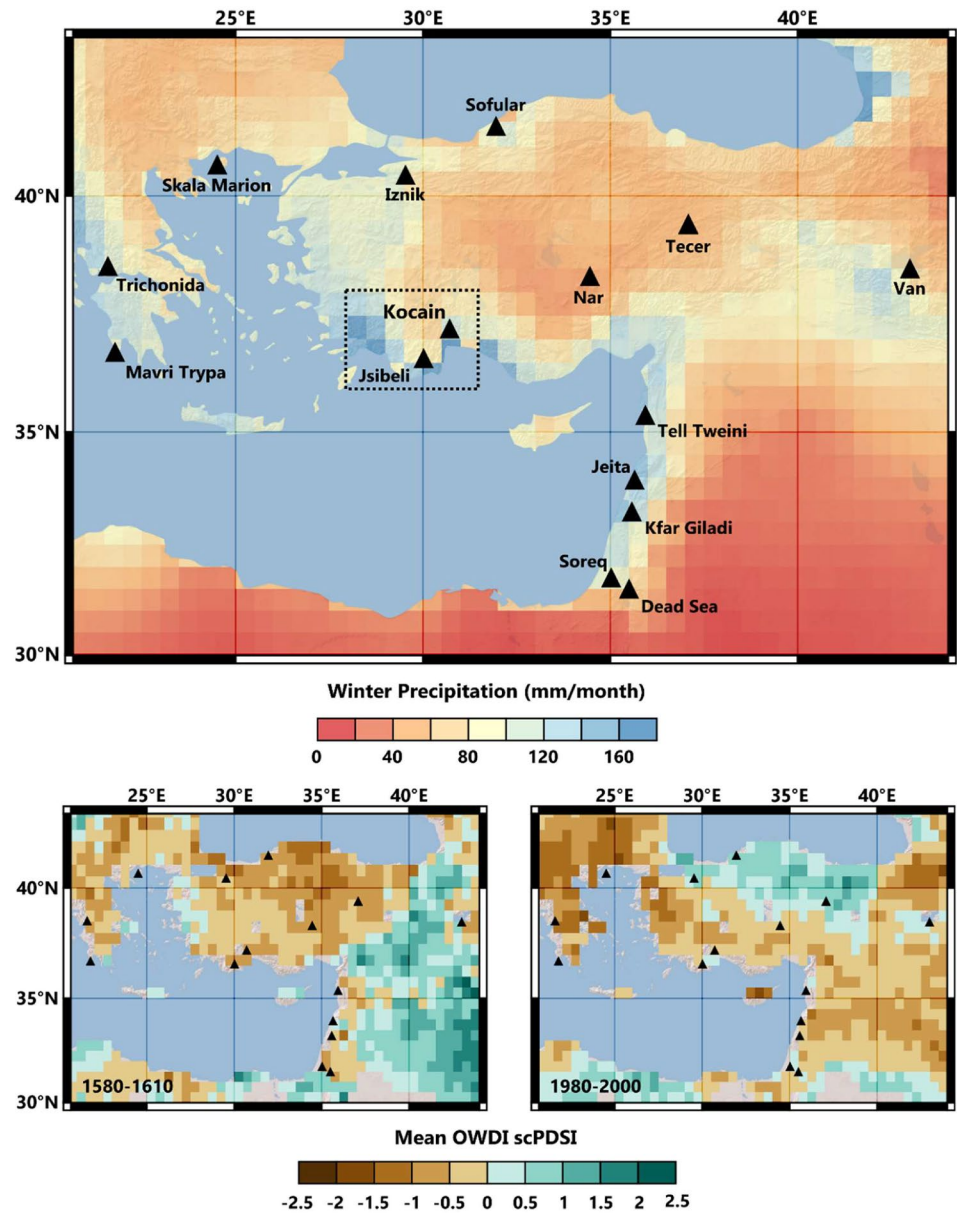 25°E 30°E 35°E 40°E
Sofular
Skala Marion
Iznik
40°N
Tecer
Trichonida
Nar
Van
Kocain
Mavri Trypa
Jsibeli
35°N
Tell Tweini
Jeita
Kfar Giladi
Soreq
Dead Sea
30°N
Winter Precipitation (mm/month)
0 40 80 120 160
25°E 30°E 35°E 40°E
25°E 30°E 35°E 40°E
40°N
40°N
35°N
35°N
1580-1610
1980-2000
30°N
30°N
Mean OWDI scPDSI
-2.5 -2 -1.5 -1 -0.5 0 0.5 1 1.5 2 2.5